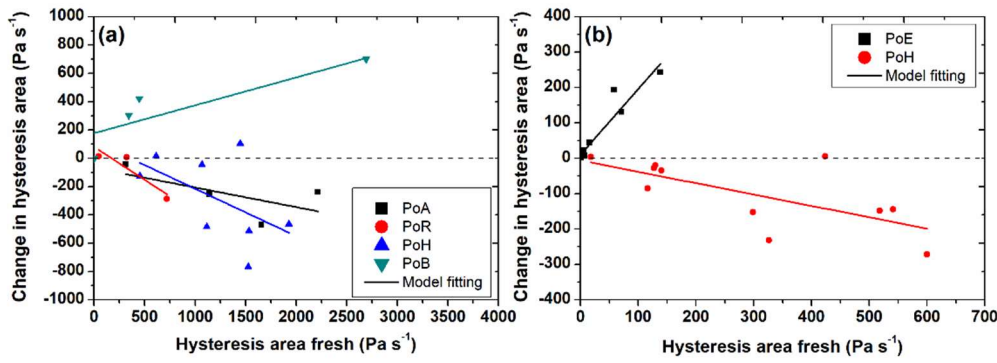 (a)
Change in hysteresis area (Pa s⁻¹)
1000
800
600
400
200
0
-200
-400
-600
-800
-1000
0 500 1000 1500 2000 2500 3000 3500 4000
Hysteresis area fresh (Pa s⁻¹)
PoA
PoR
PoH
PoB
Model fitting
(b)
Change in hysteresis area (Pa s⁻¹)
400
300
200
100
0
-100
-200
-300
-400
0 100 200 300 400 500 600 700
Hysteresis area fresh (Pa s⁻¹)
PoE
PoH
Model fitting